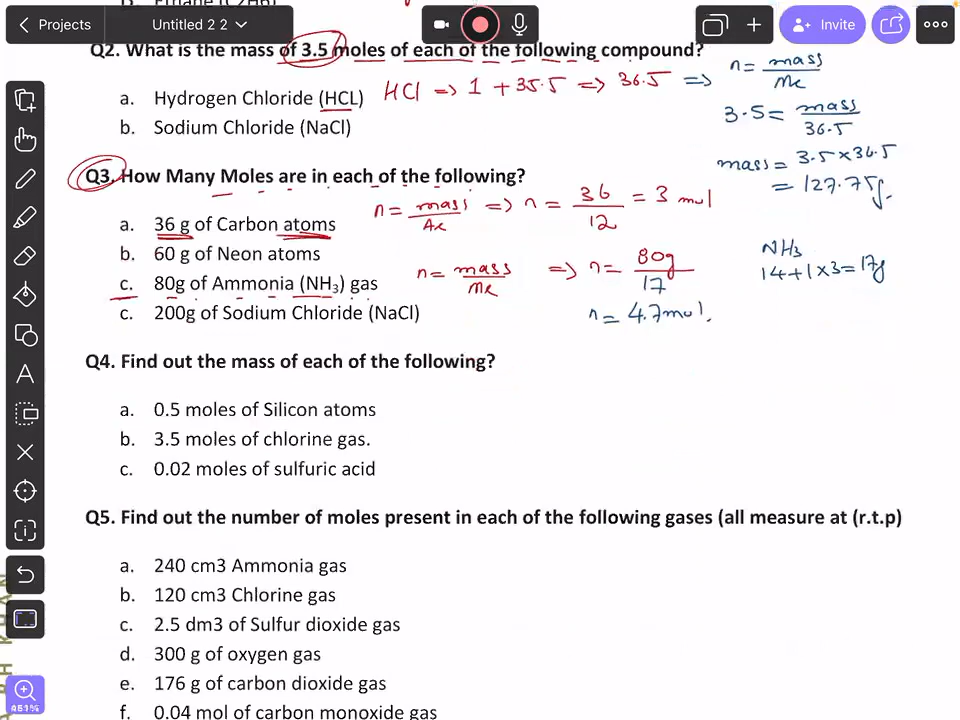 Projects
Untitled 2 2
Invite
Q2. What is the mass of 3.5 moles of each of the following compound?
a. Hydrogen Chloride (HCL)
HCl => 1 + 35.5 => 36.5 =>
n = mass / Mr
3.5 = mass / 36.5
mass = 3.5 x 36.5
= 127.75g.
b. Sodium Chloride (NaCl)
Q3. How Many Moles are in each of the following?
a. 36 g of Carbon atoms
n = mass / Ar => n = 36 / 12 = 3 mol
b. 60 g of Neon atoms
c. 80g of Ammonia (NH₃) gas
n = mass / Mr => n = 80g / 17
n = 4.7mol.
NH3
14+1x3=17g
c. 200g of Sodium Chloride (NaCl)
Q4. Find out the mass of each of the following?
a. 0.5 moles of Silicon atoms
b. 3.5 moles of chlorine gas.
c. 0.02 moles of sulfuric acid
Q5. Find out the number of moles present in each of the following gases (all measure at (r.t.p)
a. 240 cm3 Ammonia gas
b. 120 cm3 Chlorine gas
c. 2.5 dm3 of Sulfur dioxide gas
d. 300 g of oxygen gas
e. 176 g of carbon dioxide gas
f. 0.04 mol of carbon monoxide gas